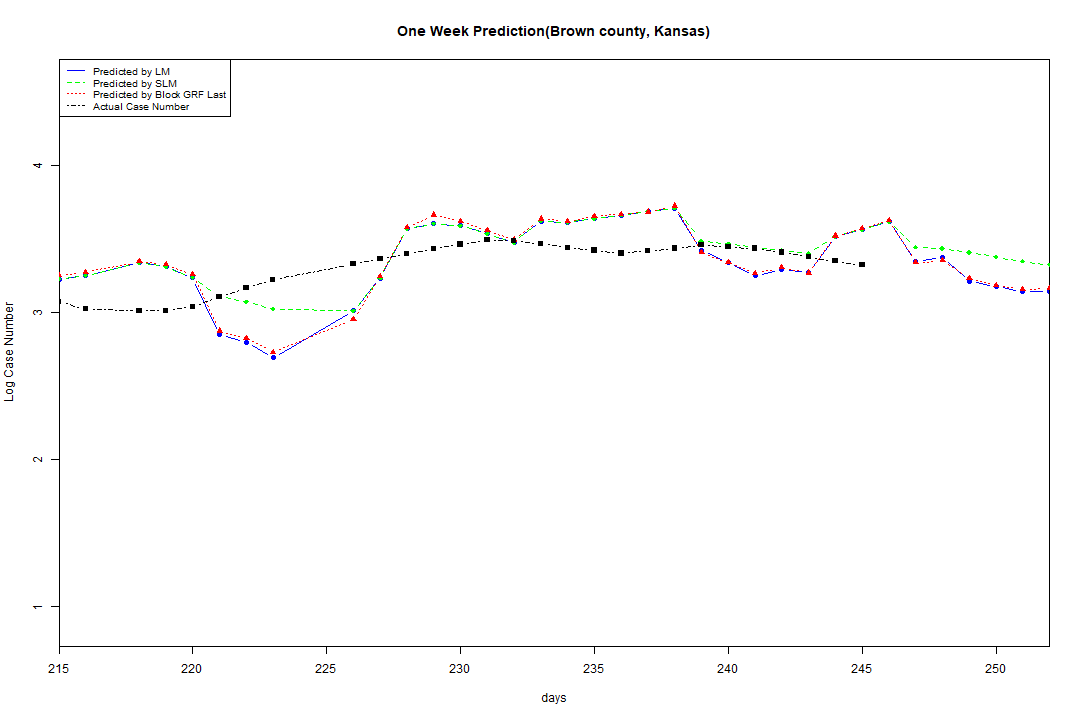 One Week Prediction(Brown county, Kansas)
Predicted by LM
Predicted by SLM
Predicted by Block GRF Last
Actual Case Number
4
3
2
1
Log Case Number
215 220 225 230 235 240 245 250
days